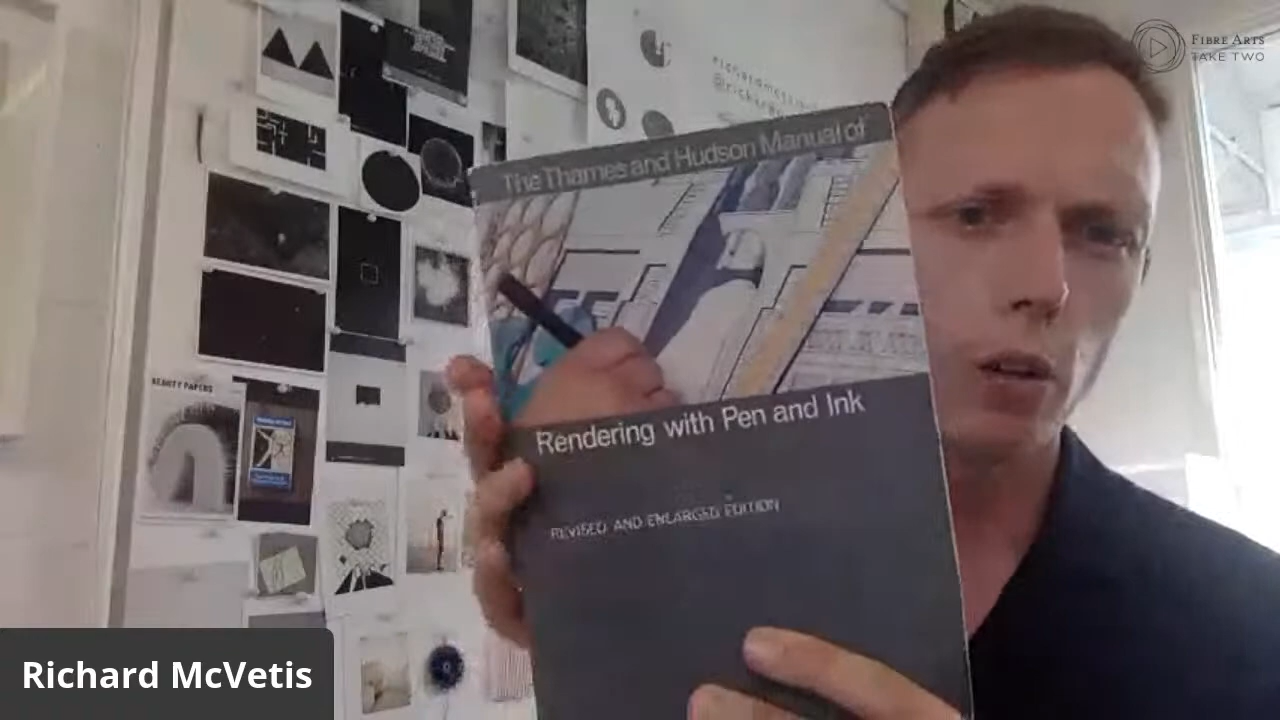 FIBRE ARTS
TAKE TWO
The Thames and Hudson Manual of
Rendering with Pen and Ink
REVISED AND ENLARGED EDITION
BEAUTY PAPERS
Richard McVetis